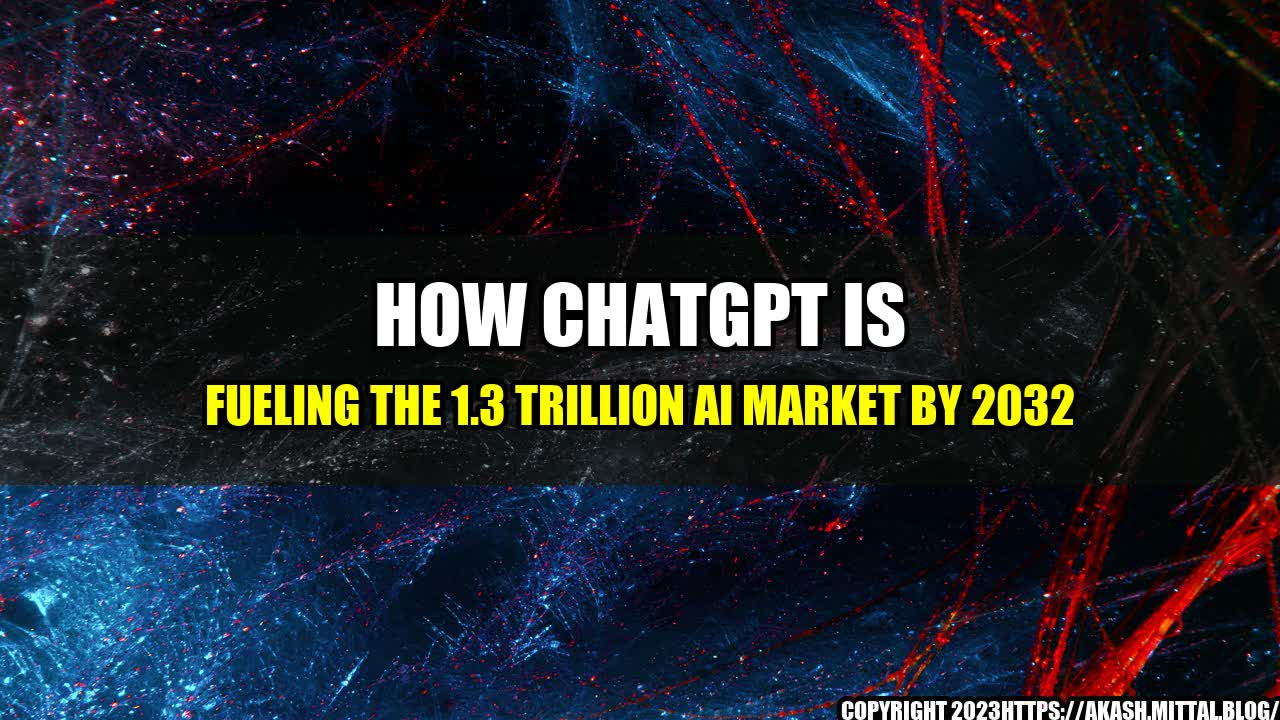 HOW CHATGPT IS
FUELING THE 1.3 TRILLION AI MARKET BY 2032
COPYRIGHT 2023HTTPS://AKASH.MITTAL.BLOG/